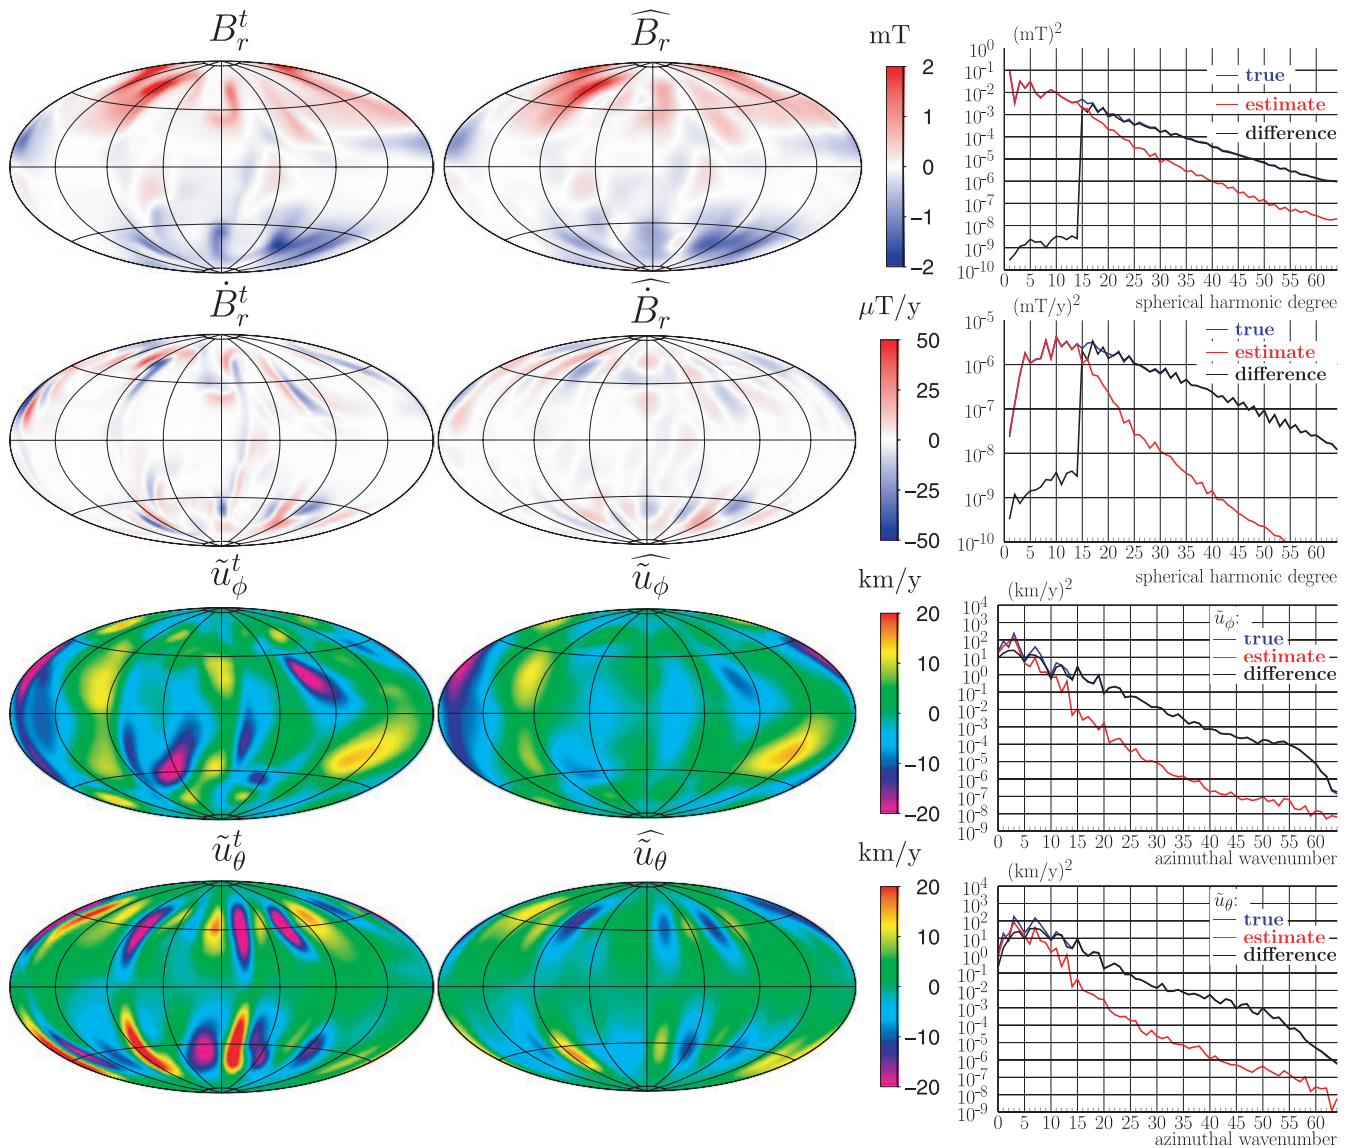 B_r^t
\widehat{B_r}
mT
2
1
0
−1
−2
(mT)^2
10^0
10^{-1}
10^{-2}
10^{-3}
10^{-4}
10^{-5}
10^{-6}
10^{-7}
10^{-8}
10^{-9}
10^{-10}
true
estimate
difference
5 10 15 20 25 30 35 40 45 50 55 60
spherical harmonic degree
\dot{B}_r^t
\widehat{\dot{B}_r}
μT/y
50
25
0
−25
−50
(mT/y)^2
10^{-5}
10^{-6}
10^{-7}
10^{-8}
10^{-9}
10^{-10}
true
estimate
difference
0 5 10 15 20 25 30 35 40 45 50 55 60
spherical harmonic degree
\tilde{u}_ϕ^t
\widehat{\tilde{u}_ϕ}
km/y
20
10
0
−10
−20
(km/y)^2
10^4
10^3
10^2
10^1
10^0
10^{-1}
10^{-2}
10^{-3}
10^{-4}
10^{-5}
10^{-6}
10^{-7}
10^{-8}
10^{-9}
\tilde{u}_ϕ:
true
estimate
difference
0 5 10 15 20 25 30 35 40 45 50 55 60
azimuthal wavenumber
\tilde{u}_θ^t
\widehat{\tilde{u}_θ}
km/y
20
10
0
−10
−20
(km/y)^2
10^4
10^3
10^2
10^1
10^0
10^{-1}
10^{-2}
10^{-3}
10^{-4}
10^{-5}
10^{-6}
10^{-7}
10^{-8}
10^{-9}
\tilde{u}_θ:
true
estimate
difference
0 5 10 15 20 25 30 35 40 45 50 55 60
azimuthal wavenumber